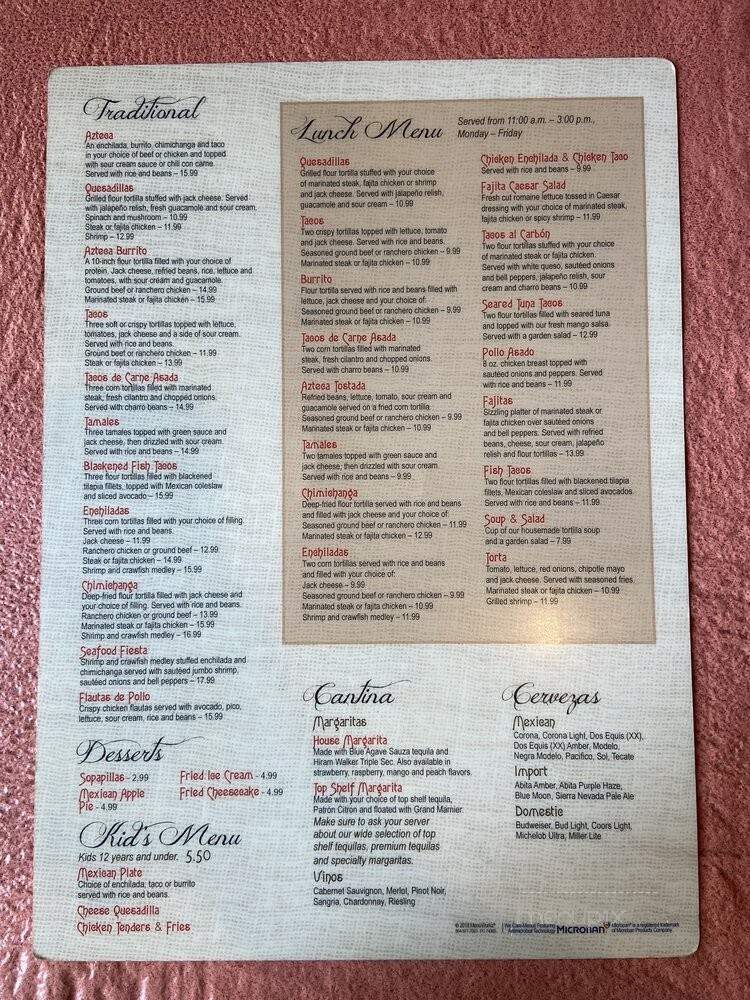 Traditional
Azteca
An enchilada, burrito, chimichanga and taco
in your choice of beef or chicken and topped
with sour cream sauce or chili con carne.
Served with rice and beans – 15.99
Quesadillas
Grilled flour tortilla stuffed with jack cheese. Served
with jalapeño relish, fresh guacamole and sour cream.
Spinach and mushroom – 10.99
Steak or fajita chicken – 11.99
Shrimp – 12.99
Azteca Burrito
A 10-inch flour tortilla filled with your choice of
protein, Jack cheese, refried beans, rice, lettuce and
tomatoes, with sour cream and guacamole.
Ground beef or ranchero chicken – 14.99
Marinated steak or fajita chicken – 15.99
Tacos
Three soft or crispy tortillas topped with lettuce,
tomatoes, jack cheese and a side of sour cream.
Served with rice and beans.
Ground beef or ranchero chicken – 11.99
Steak or fajita chicken – 13.99
Tacos de Carne Asada
Three corn tortillas filled with marinated
steak, fresh cilantro and chopped onions.
Served with charro beans – 14.99
Tamales
Three tamales topped with green sauce and
jack cheese, then drizzled with sour cream.
Served with rice and beans – 14.99
Blackened Fish Tacos
Three flour tortillas filled with blackened
tilapia fillets, topped with Mexican coleslaw
and sliced avocado – 15.99
Enchiladas
Three corn tortillas filled with your choice of filling.
Served with rice and beans.
Jack cheese – 11.99
Ranchero chicken or ground beef – 12.99
Steak or fajita chicken – 14.99
Shrimp and crawfish medley – 15.99
Chimichanga
Deep-fried flour tortilla filled with jack cheese and
your choice of filling. Served with rice and beans.
Ranchero chicken or ground beef – 13.99
Marinated steak or fajita chicken – 15.99
Shrimp and crawfish medley – 16.99
Seafood Fiesta
Shrimp and crawfish medley stuffed enchilada and
chimichanga served with sautéed jumbo shrimp,
sautéed onions and bell peppers – 17.99
Flautas de Pollo
Crispy chicken flautas served with avocado, pico,
lettuce, sour cream, rice and beans – 15.99
Desserts
Sopapillas - 2.99
Mexican Apple
Pie - 4.99
Fried Ice Cream - 4.99
Fried Cheesecake - 4.99
Kid's Menu
Kids 12 years and under. 5.50
Mexican Plate
Choice of enchilada, taco or burrito
served with rice and beans.
Cheese Quesadilla
Chicken Tenders & Fries
Lunch Menu
Served from 11:00 a.m. – 3:00 p.m.,
Monday – Friday
Quesadillas
Grilled flour tortilla stuffed with your choice
of marinated steak, fajita chicken or shrimp
and jack cheese. Served with jalapeño relish,
guacamole and sour cream – 10.99
Tacos
Two crispy tortillas topped with lettuce, tomato
and jack cheese. Served with rice and beans.
Seasoned ground beef or ranchero chicken – 9.99
Marinated steak or fajita chicken – 10.99
Burrito
Flour tortilla served with rice and beans filled with
lettuce, jack cheese and your choice of:
Seasoned ground beef or ranchero chicken – 9.99
Marinated steak or fajita chicken – 10.99
Tacos de Carne Asada
Two corn tortillas filled with marinated
steak, fresh cilantro and chopped onions.
Served with charro beans – 10.99
Azteca Tostada
Refried beans, lettuce, tomato, sour cream and
guacamole served on a fried corn tortilla.
Seasoned ground beef or ranchero chicken – 9.99
Marinated steak or fajita chicken – 10.99
Tamales
Two tamales topped with green sauce and
jack cheese, then drizzled with sour cream.
Served with rice and beans – 9.99
Chimichanga
Deep-fried flour tortilla served with rice and beans
and filled with jack cheese and your choice of:
Seasoned ground beef or ranchero chicken – 11.99
Marinated steak or fajita chicken – 12.99
Enchiladas
Two corn tortillas served with rice and beans
and filled with your choice of:
Jack cheese – 9.99
Seasoned ground beef or ranchero chicken – 9.99
Marinated steak or fajita chicken – 10.99
Shrimp and crawfish medley – 11.99
Chicken Enchilada & Chicken Taco
Served with rice and beans – 9.99
Fajita Caesar Salad
Fresh cut romaine lettuce tossed in Caesar
dressing with your choice of marinated steak,
fajita chicken or spicy shrimp – 11.99
Tacos al Carbón
Two flour tortillas stuffed with your choice
of marinated steak or fajita chicken.
Served with white queso, sautéed onions
and bell peppers, jalapeño relish, sour
cream and charro beans – 10.99
Seared Tuna Tacos
Two flour tortillas filled with seared tuna
and topped with our fresh mango salsa.
Served with a garden salad – 12.99
Pollo Asado
8 oz. chicken breast topped with
sautéed onions and peppers. Served
with rice and beans – 11.99
Fajitas
Sizzling platter of marinated steak or
fajita chicken over sautéed onions
and bell peppers. Served with refried
beans, cheese, sour cream, jalapeño
relish and flour tortillas – 13.99
Fish Tacos
Two flour tortillas filled with blackened tilapia
fillets, Mexican coleslaw and sliced avocados.
Served with rice and beans – 11.99
Soup & Salad
Cup of our housemade tortilla soup
and a garden salad – 7.99
Torta
Tomato, lettuce, red onions, chipotle mayo
and jack cheese. Served with seasoned fries.
Marinated steak or fajita chicken – 10.99
Grilled shrimp – 11.99
Cantina
Margaritas
House Margarita
Made with Blue Agave Sauza tequila and
Hiram Walker Triple Sec. Also available in
strawberry, raspberry, mango and peach flavors.
Top Shelf Margarita
Made with your choice of top shelf tequila,
Patrón Citron and floated with Grand Marnier.
Make sure to ask your server
about our wide selection of top
shelf tequilas, premium tequilas
and specialty margaritas.
Vinos
Cabernet Sauvignon, Merlot, Pinot Noir,
Sangria, Chardonnay, Riesling
Cervezas
Mexican
Corona, Corona Light, Dos Equis (XX),
Dos Equis (XX) Amber, Modelo,
Negra Modelo, Pacifico, Sol, Tecate
Import
Abita Amber, Abita Purple Haze,
Blue Moon, Sierra Nevada Pale Ale
Domestic
Budweiser, Bud Light, Coors Light,
Michelob Ultra, Miller Lite
Antimicrobial Technology MICROBAN
Microban® is a registered trademark
of Microban Products Company.